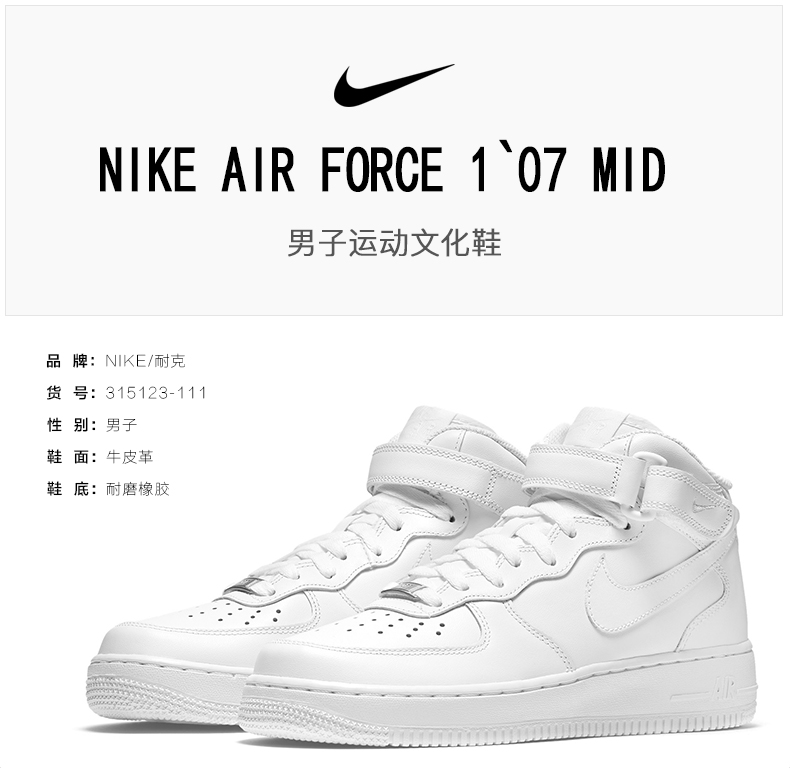 NIKE AIR FORCE 1`07 MID
男子运动文化鞋
品 牌：NIKE/耐克
货 号：315123-111
性 别：男子
鞋 面：牛皮革
鞋 底：耐磨橡胶